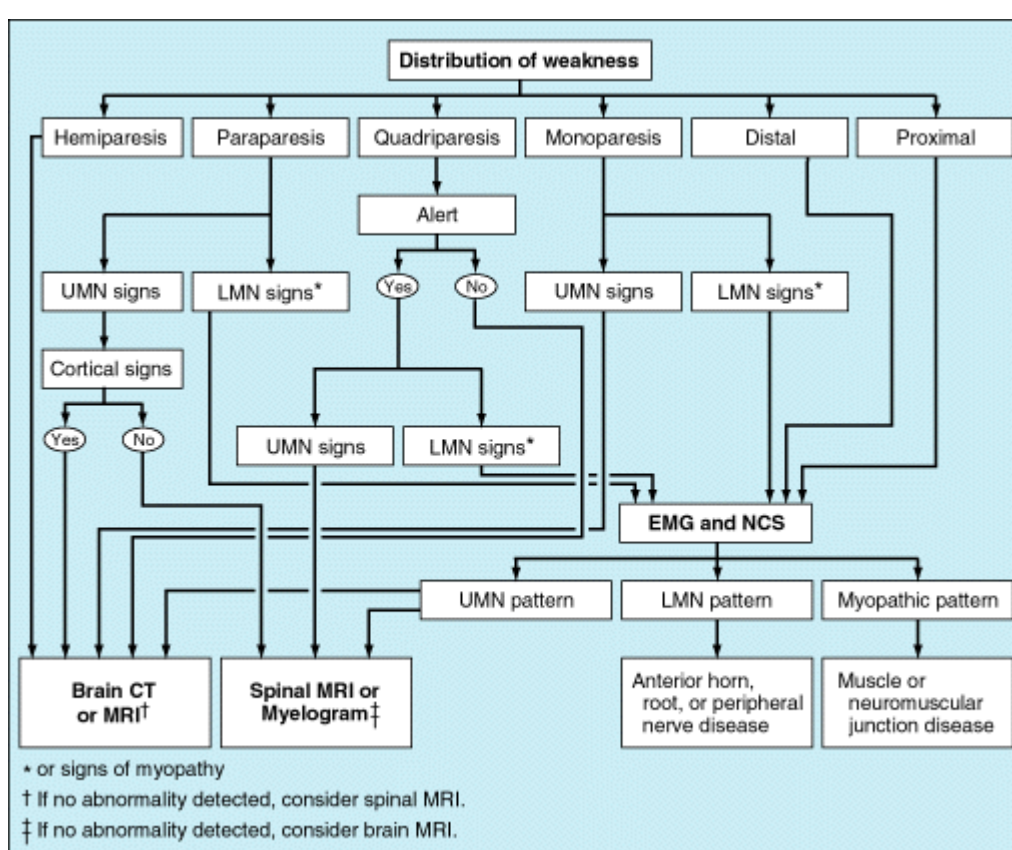 Distribution of weakness
Hemiparesis
Paraparesis
Quadriparesis
Monoparesis
Distal
Proximal
Alert
UMN signs
LMN signs*
Yes
No
UMN signs
LMN signs*
Cortical signs
Yes
No
UMN signs
LMN signs*
EMG and NCS
UMN pattern
LMN pattern
Myopathic pattern
Brain CT
or MRI†
Spinal MRI or
Myelogram‡
Anterior horn,
root, or peripheral
nerve disease
Muscle or
neuromuscular
junction disease
* or signs of myopathy
† If no abnormality detected, consider spinal MRI.
‡ If no abnormality detected, consider brain MRI.